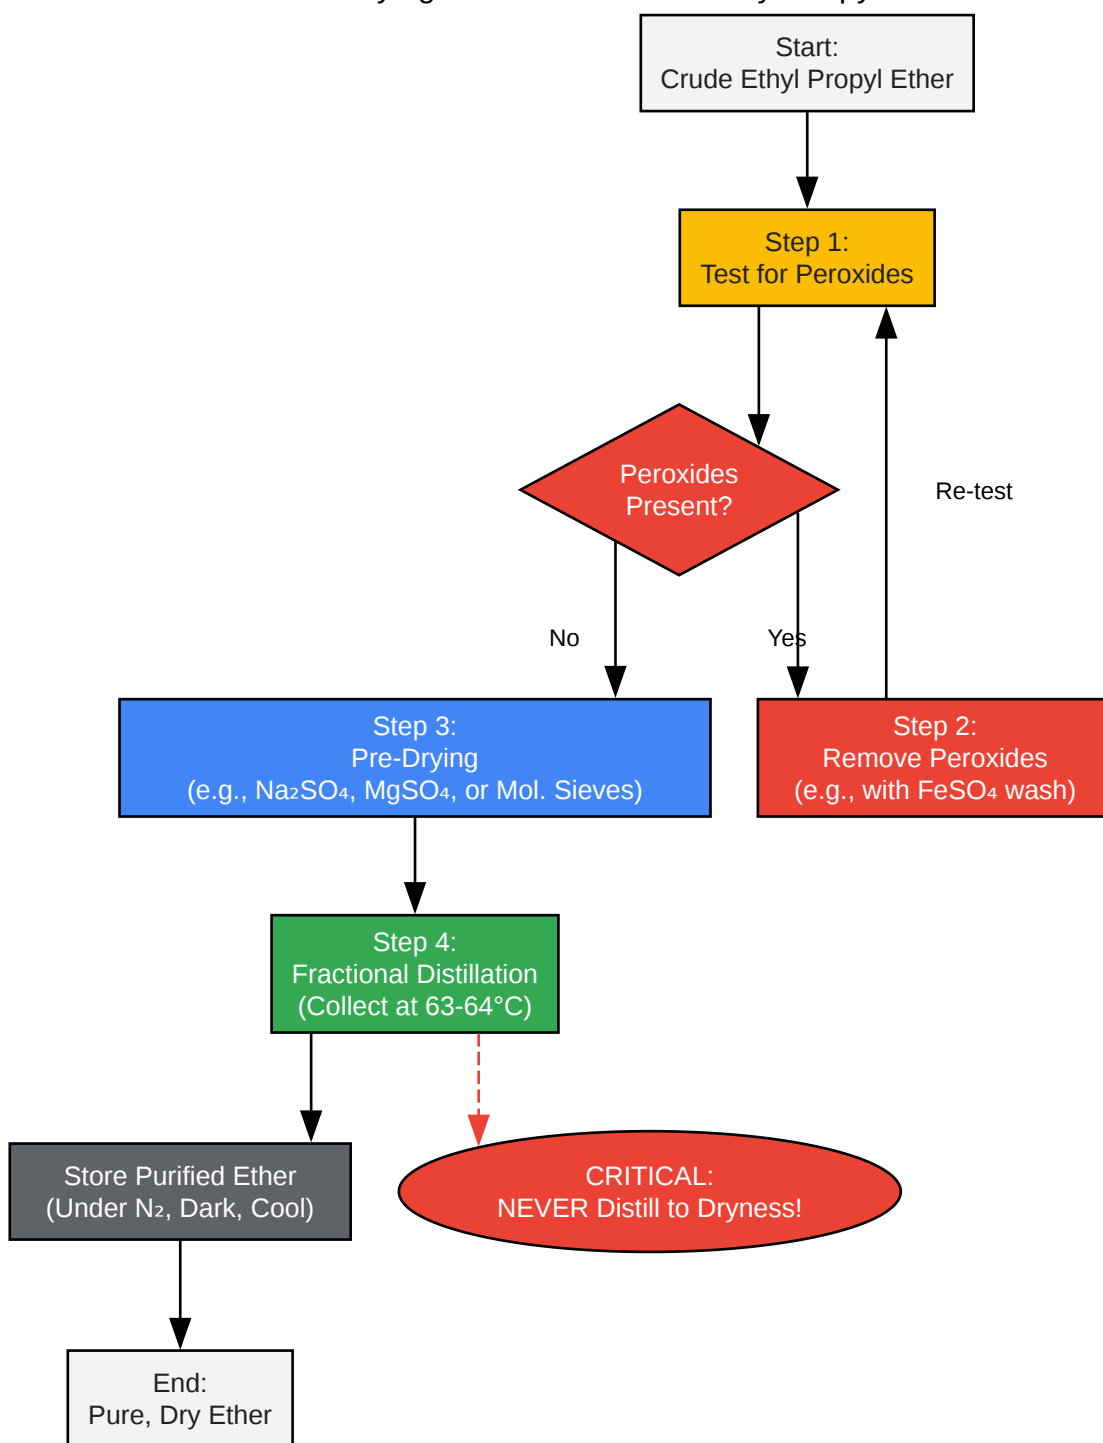 Start:
Crude Ethyl Propyl Ether
Step 1:
Test for Peroxides
Peroxides
Present?
Re-test
No
Yes
Step 3:
Pre-Drying
(e.g., Na₂SO₄, MgSO₄, or Mol. Sieves)
Step 2:
Remove Peroxides
(e.g., with FeSO₄ wash)
Step 4:
Fractional Distillation
(Collect at 63-64°C)
Store Purified Ether
(Under N₂, Dark, Cool)
CRITICAL:
NEVER Distill to Dryness!
End:
Pure, Dry Ether